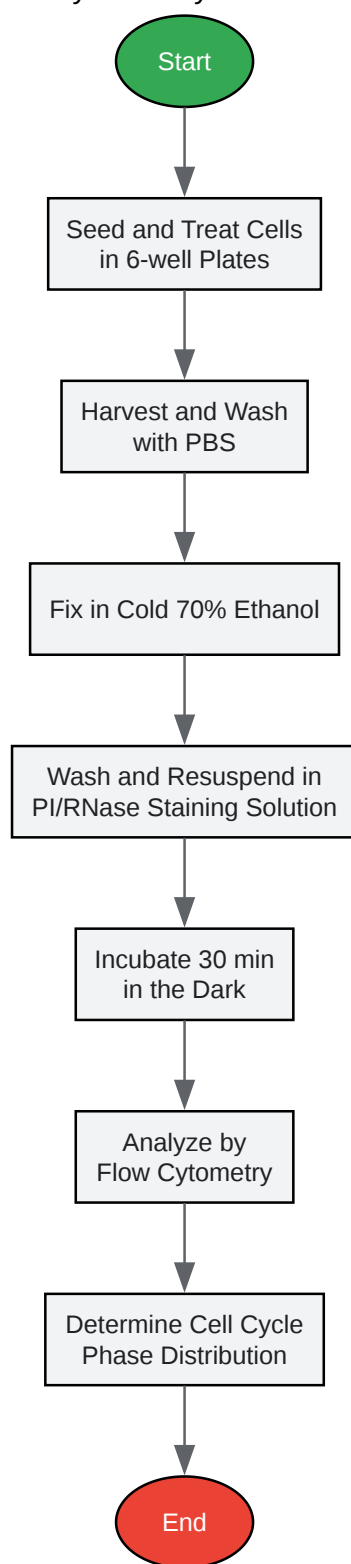 Start
Seed and Treat Cells
in 6-well Plates
Harvest and Wash
with PBS
Fix in Cold 70% Ethanol
Wash and Resuspend in
PI/RNase Staining Solution
Incubate 30 min
in the Dark
Analyze by
Flow Cytometry
Determine Cell Cycle
Phase Distribution
End